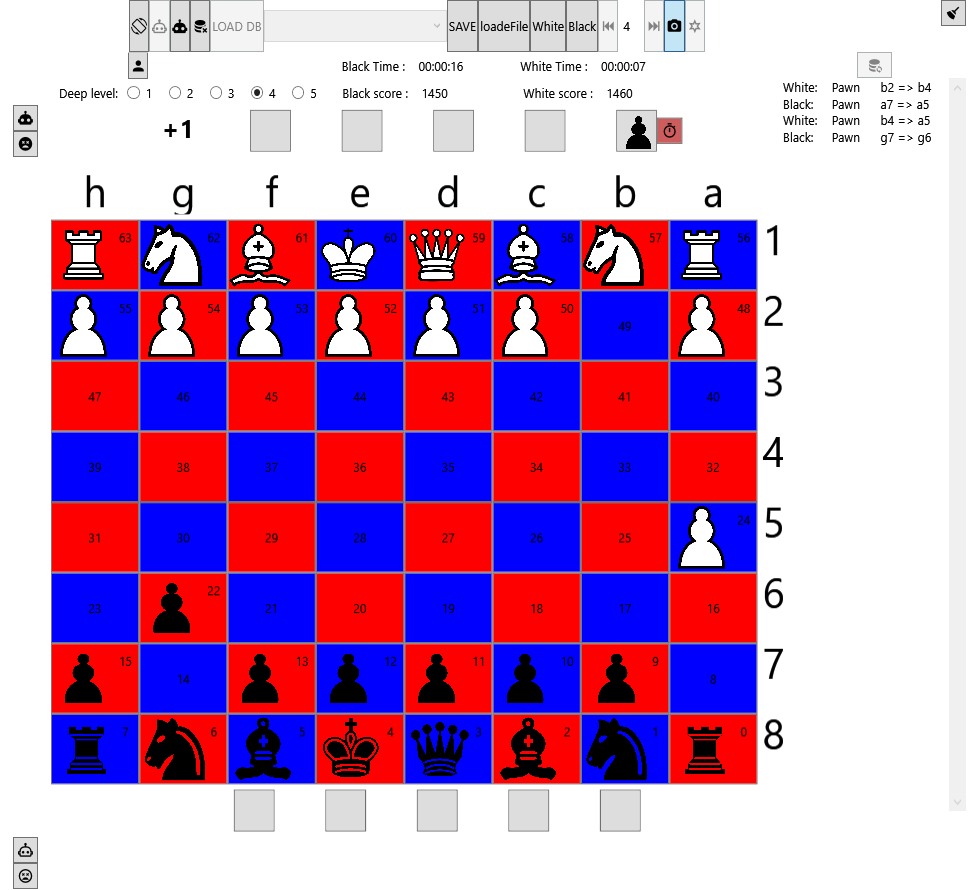 LOAD DB SAVE loadeFile White Black 4
Black Time : 00:00:16 White Time : 00:00:07
Deep level: 1 2 3 4 5 Black score : 1450 White score : 1460
+1
White: Pawn b2 => b4
Black: Pawn a7 => a5
White: Pawn b4 => a5
Black: Pawn g7 => g6
h g f e d c b a
63 62 61 60 59 58 57 56 1
55 54 53 52 51 50 49 48 2
47 46 45 44 43 42 41 40 3
39 38 37 36 35 34 33 32 4
31 30 29 28 27 26 25 24 5
23 22 21 20 19 18 17 16 6
15 14 13 12 11 10 9 8 7
7 6 5 4 3 2 1 0 8